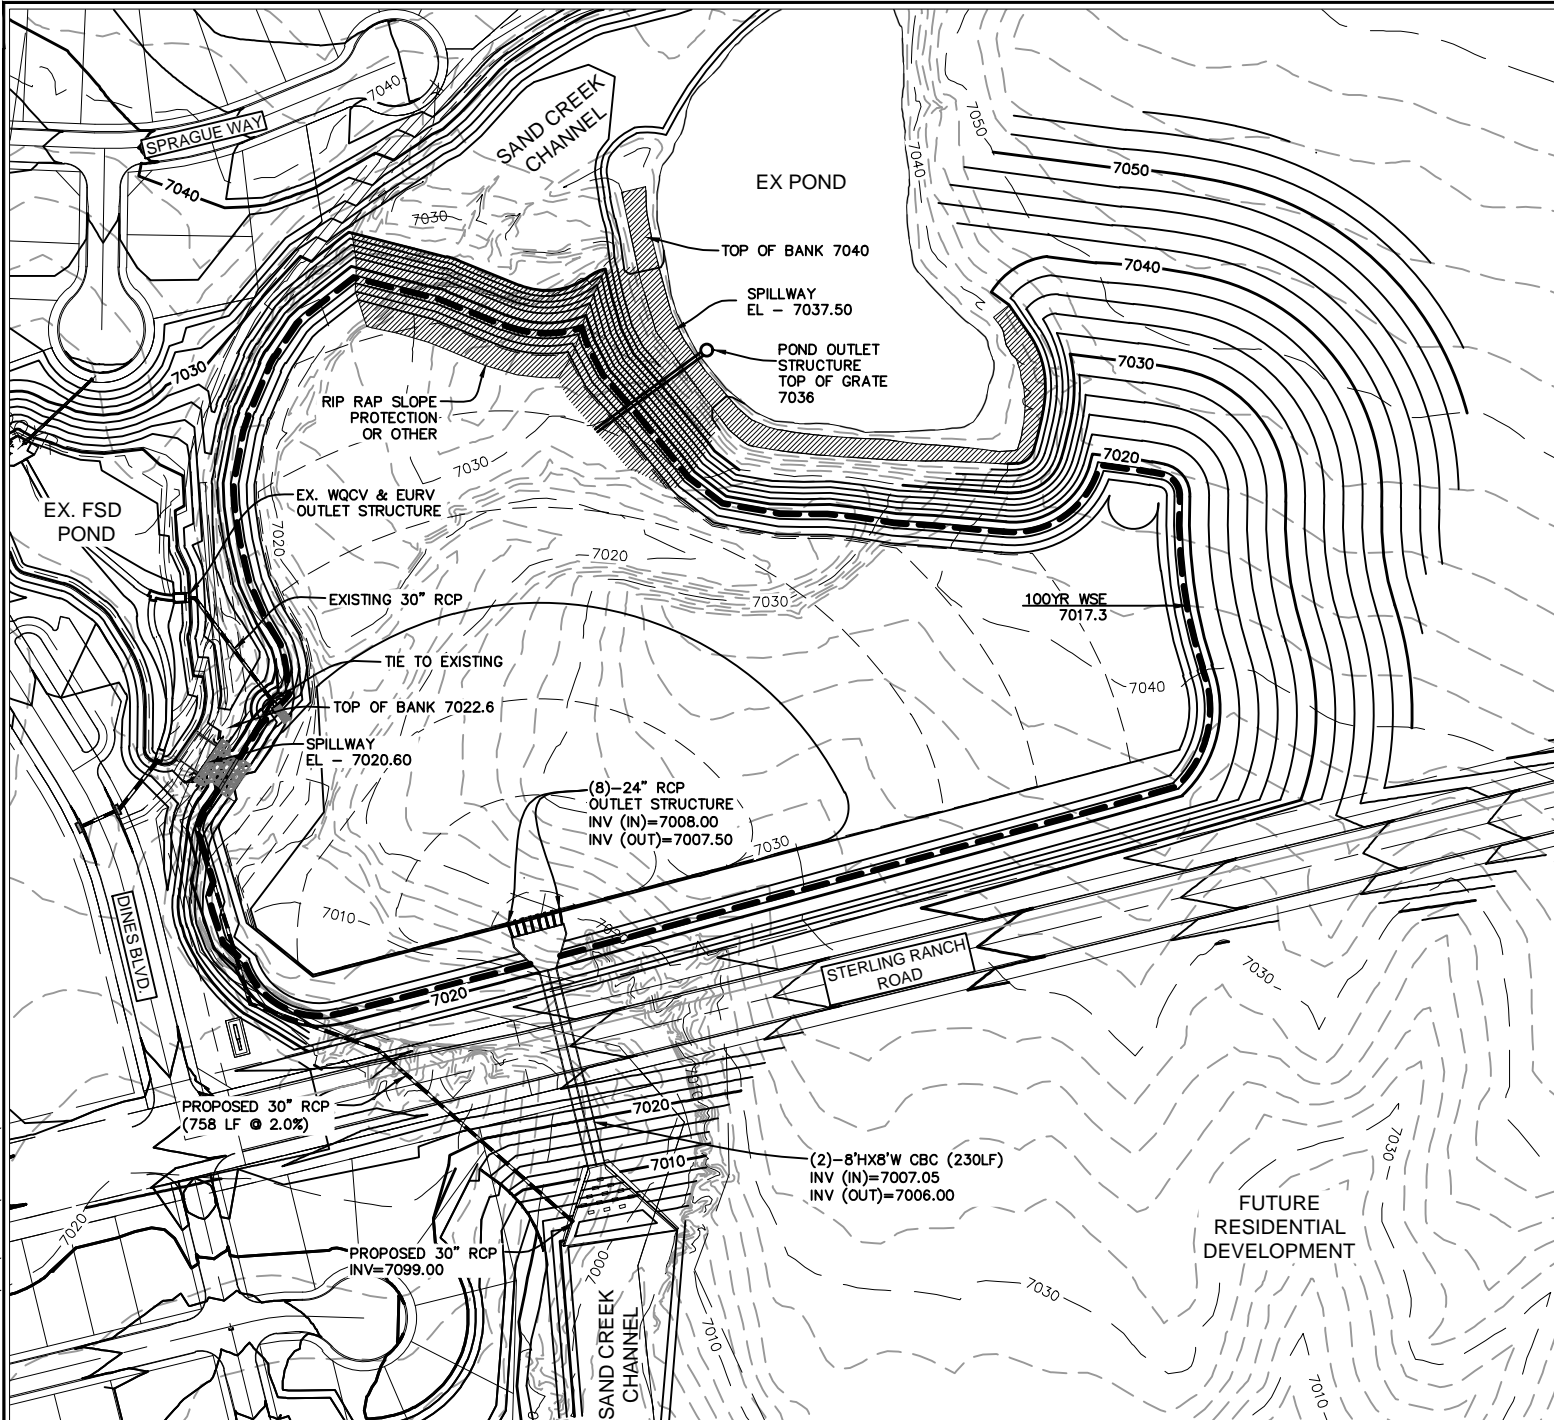 7040
SPRAGUE WAY
7040
SAND CREEK
CHANNEL
7030
EX POND
7050
7040
7050
TOP OF BANK 7040
7040
SPILLWAY
EL - 7037.50
POND OUTLET
STRUCTURE
TOP OF GRATE
7036
7030
7030
RIP RAP SLOPE
PROTECTION
OR OTHER
7030
7020
EX. WQCV & EURV
OUTLET STRUCTURE
EX. FSD
POND
7020
7020
EXISTING 30" RCP
7030
100YR WSE
7017.3
TIE TO EXISTING
7040
TOP OF BANK 7022.6
SPILLWAY
EL - 7020.60
(8)-24" RCP
OUTLET STRUCTURE
INV (IN)=7008.00
INV (OUT)=7007.50
7030
7010
DINES BLVD.
STERLING RANCH
ROAD
7030
7020
PROPOSED 30" RCP
(758 LF @ 2.0%)
7020
7010
7030
(2)-8'HX8'W CBC (230LF)
INV (IN)=7007.05
INV (OUT)=7006.00
FUTURE
RESIDENTIAL
DEVELOPMENT
7020
PROPOSED 30" RCP
INV=7099.00
7000
7030
SAND CREEK
CHANNEL
7010
7010